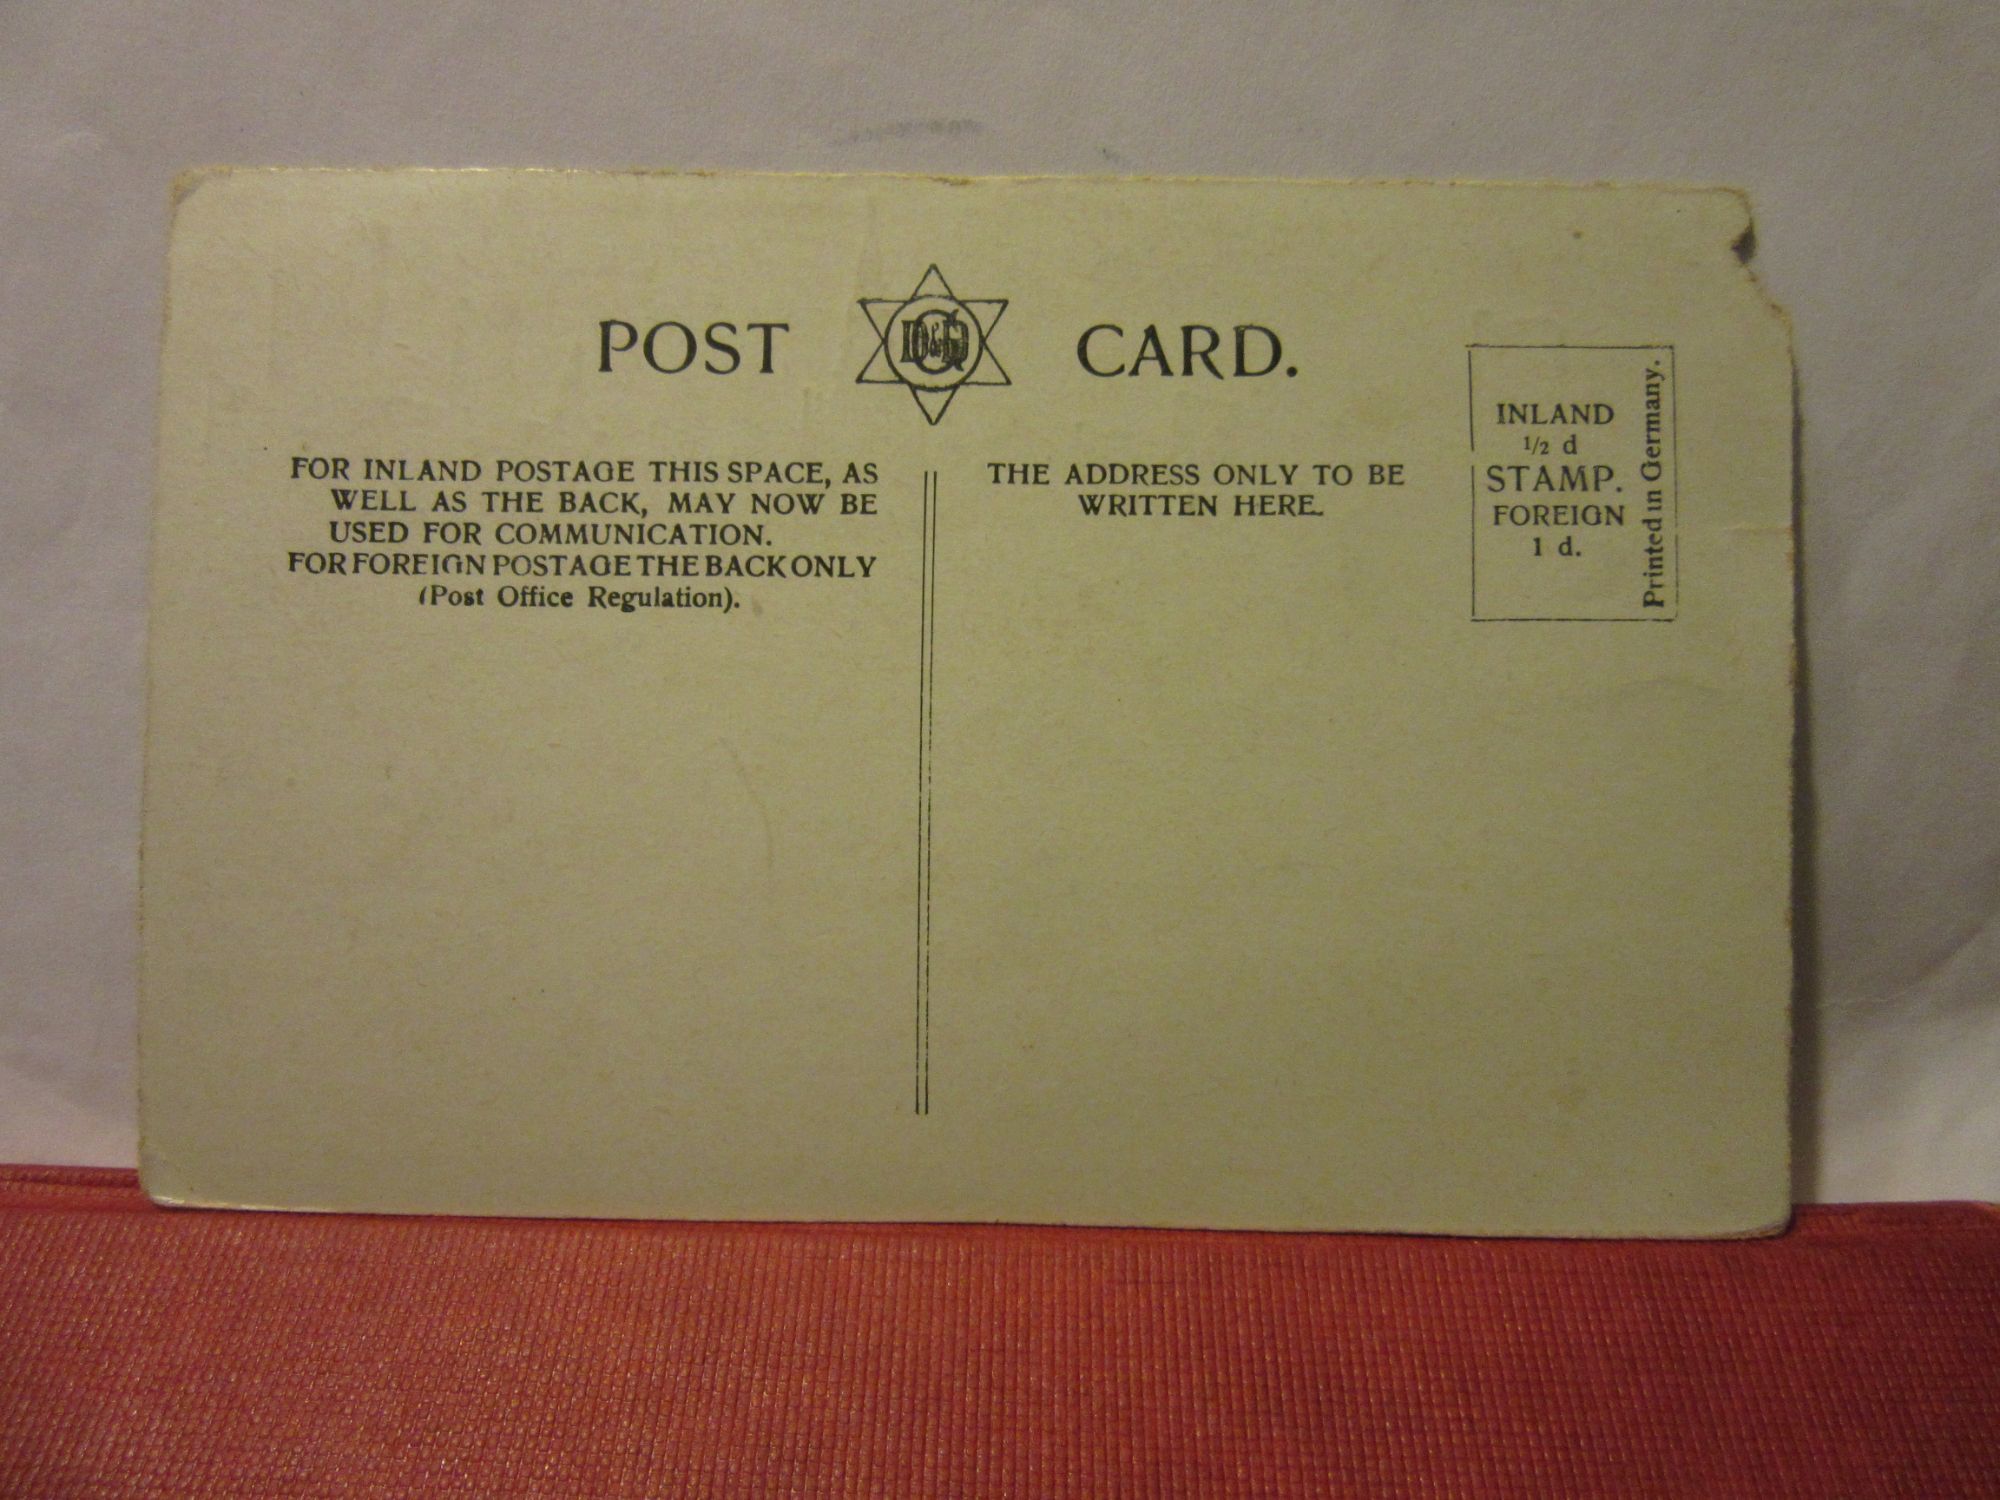 POST CARD.
FOR INLAND POSTAGE THIS SPACE, AS
WELL AS THE BACK, MAY NOW BE
USED FOR COMMUNICATION.
FOR FOREIGN POSTAGE THE BACK ONLY
(Post Office Regulation).
THE ADDRESS ONLY TO BE
WRITTEN HERE.
INLAND
1/2 d
STAMP.
FOREIGN
1 d.
Printed in Germany.